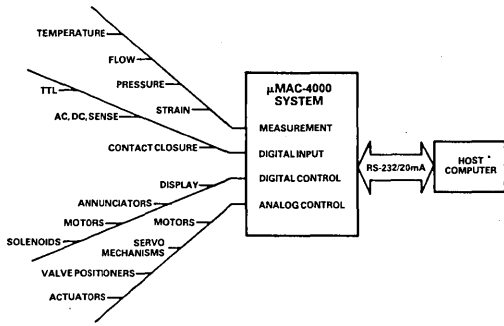 TEMPERATURE
FLOW
PRESSURE
STRAIN
TTL
AC, DC, SENSE
CONTACT CLOSURE
DISPLAY
ANNUNCIATORS
MOTORS
SOLENOIDS
MOTORS
SERVO
MECHANISMS
VALVE POSITIONERS
ACTUATORS
µMAC-4000
SYSTEM
MEASUREMENT
DIGITAL INPUT
DIGITAL CONTROL
ANALOG CONTROL
RS-232/20mA
HOST
COMPUTER